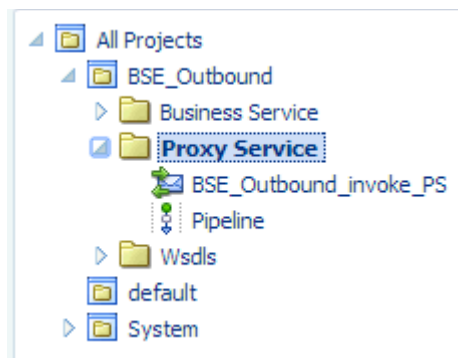 All Projects
BSE_Outbound
Business Service
Proxy Service
BSE_Outbound_invoke_PS
Pipeline
Wsdls
default
System